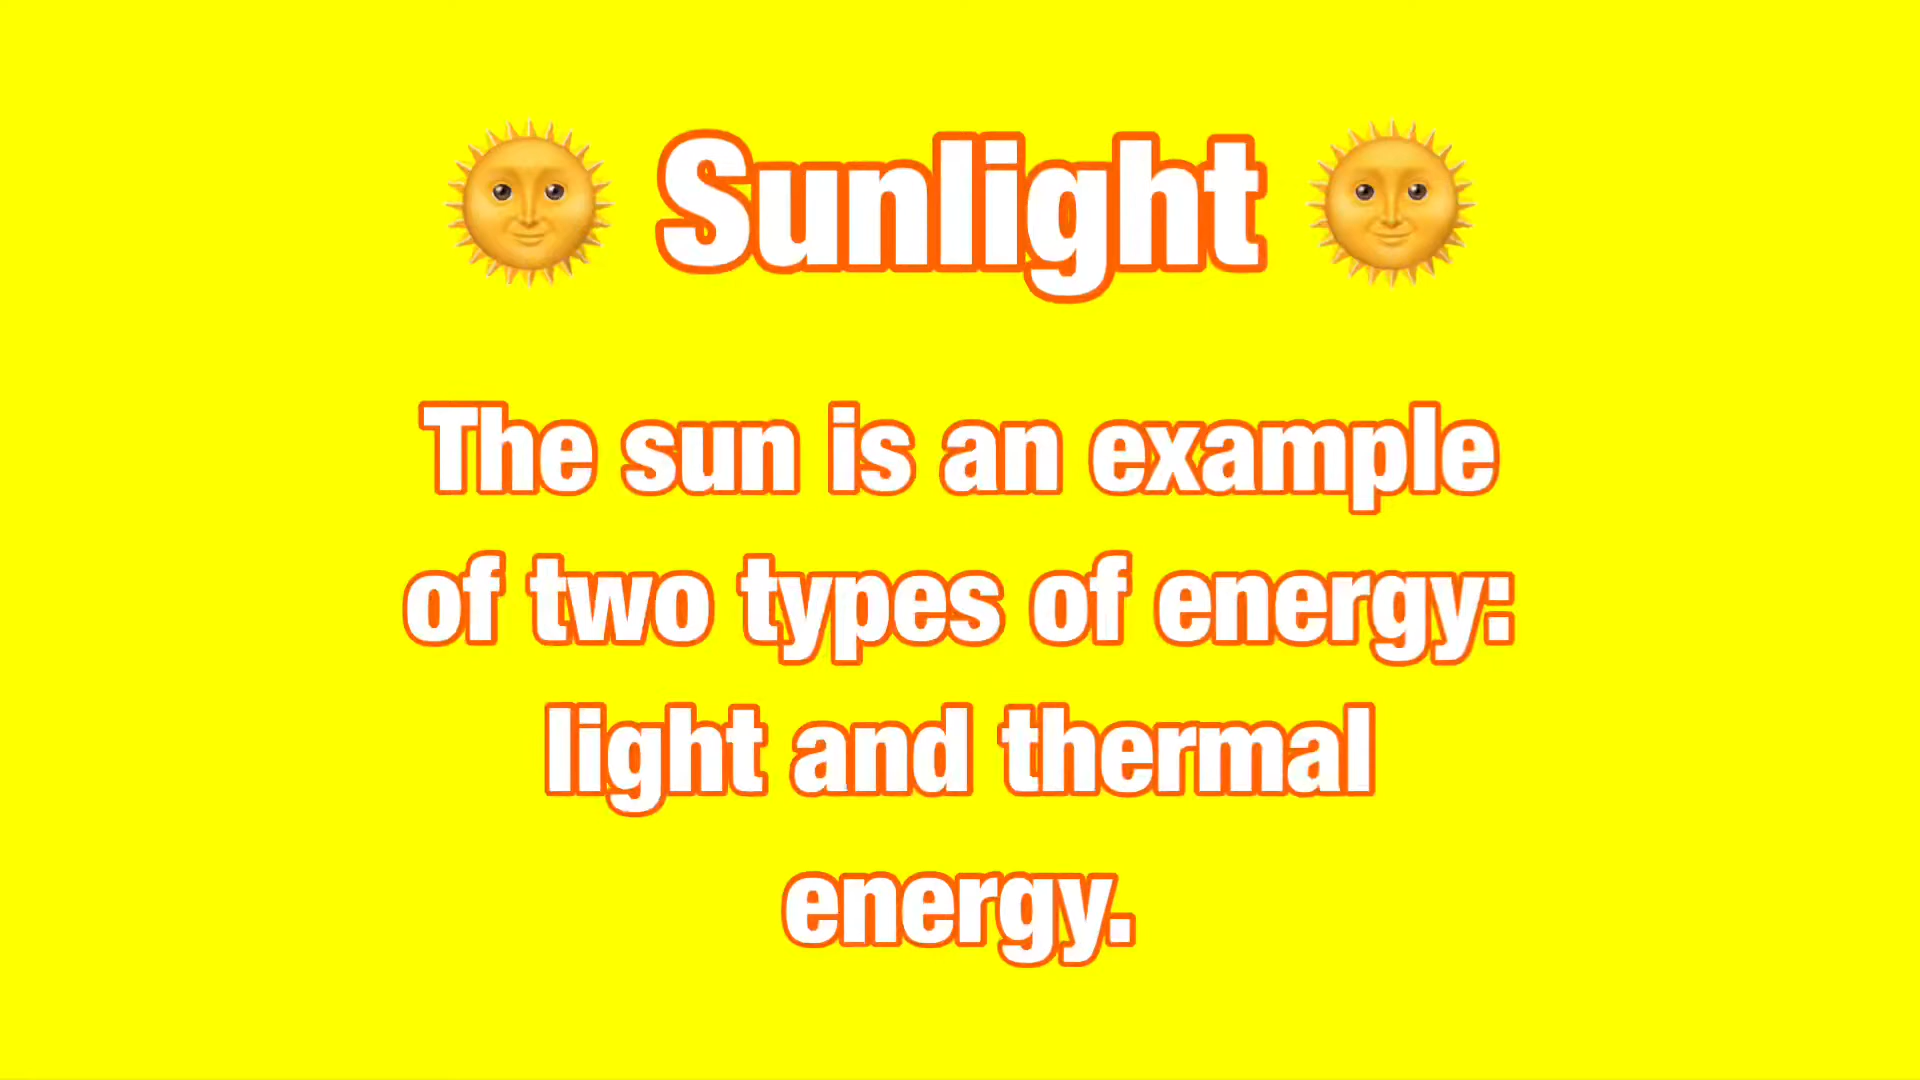 Sunlight
The sun is an example
of two types of energy:
light and thermal
energy.